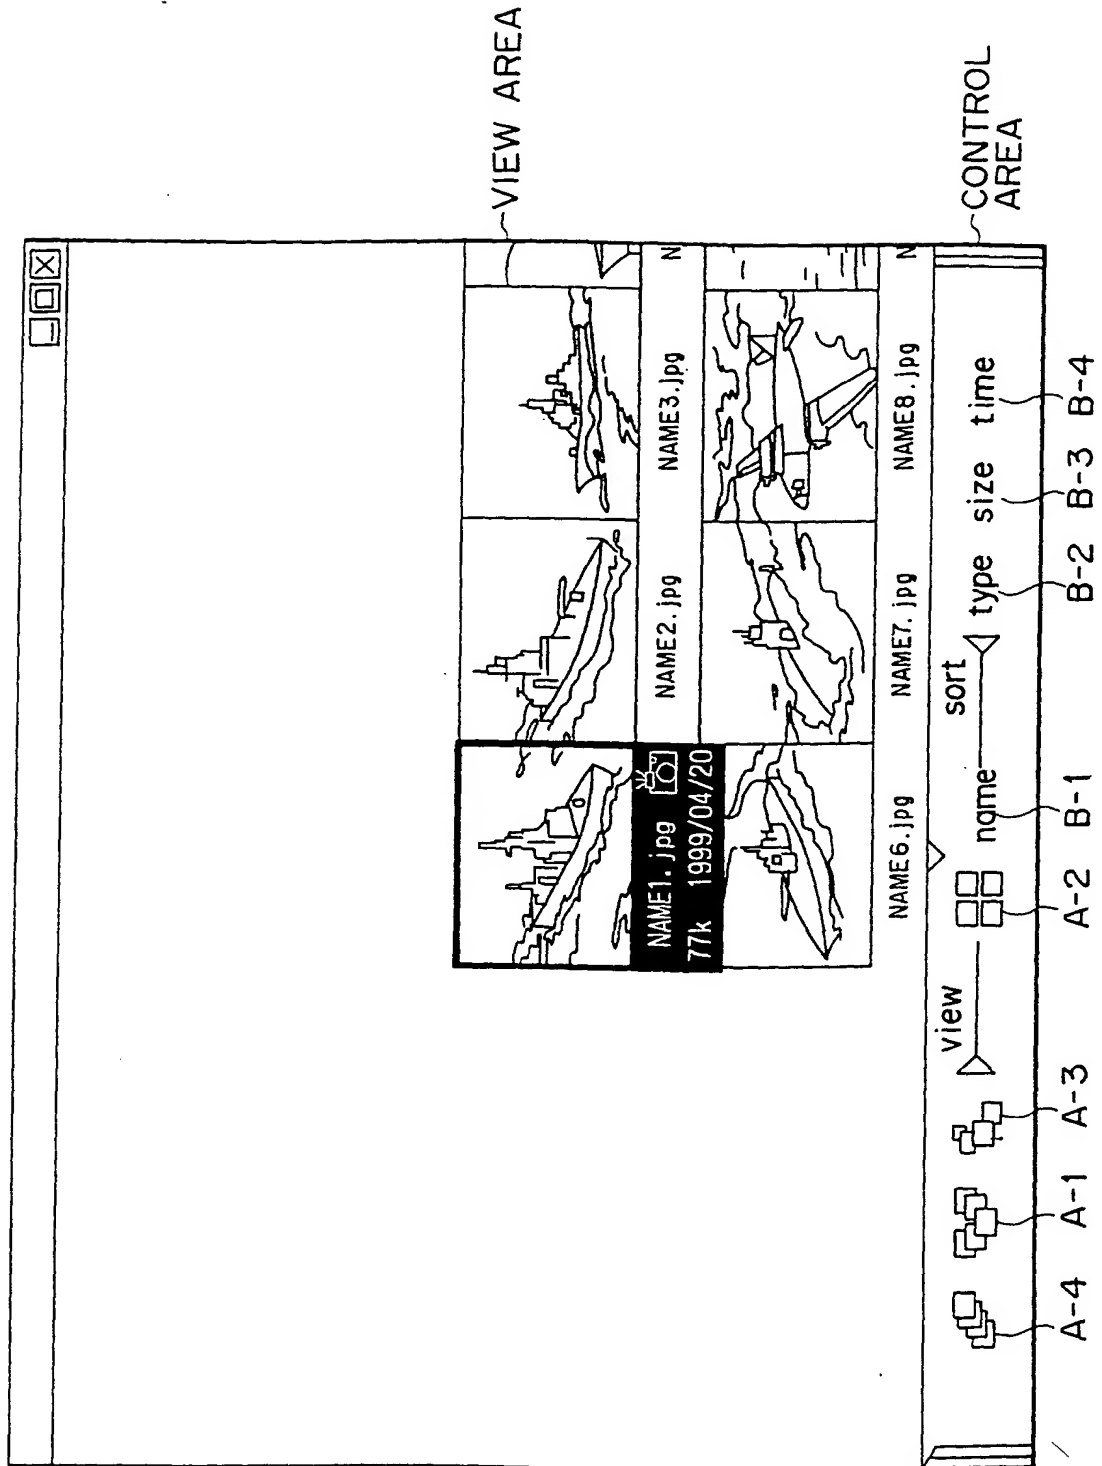 VIEW AREA
NAME1.jpg
77k 1999/04/20
NAME2.jpg
NAME3.jpg
N
NAME6.jpg
NAME7.jpg
NAME8.jpg
N
CONTROL
AREA
view
sort
name
type
size
time
A-4
A-1
A-3
A-2
B-1
B-2
B-3
B-4